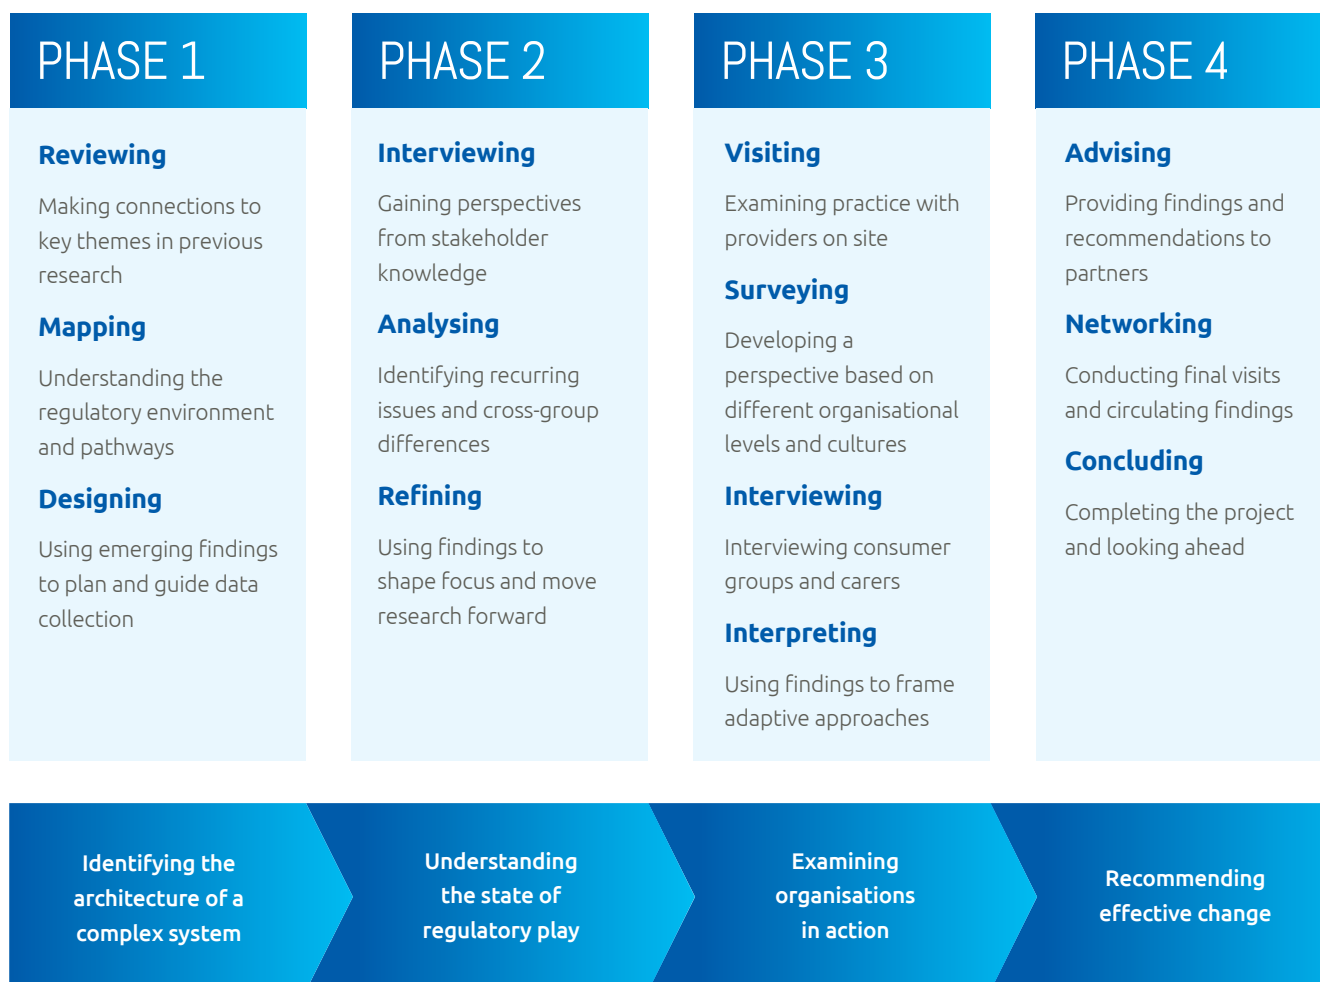 PHASE 1
Reviewing
Making connections to
key themes in previous
research
Mapping
Understanding the
regulatory environment
and pathways
Designing
Using emerging findings
to plan and guide data
collection
PHASE 2
Interviewing
Gaining perspectives
from stakeholder
knowledge
Analysing
Identifying recurring
issues and cross-group
differences
Refining
Using findings to
shape focus and move
research forward
PHASE 3
Visiting
Examining practice with
providers on site
Surveying
Developing a
perspective based on
different organisational
levels and cultures
Interviewing
Interviewing consumer
groups and carers
Interpreting
Using findings to frame
adaptive approaches
PHASE 4
Advising
Providing findings and
recommendations to
partners
Networking
Conducting final visits
and circulating findings
Concluding
Completing the project
and looking ahead
Identifying the
architecture of a
complex system
Understanding
the state of
regulatory play
Examining
organisations
in action
Recommending
effective change